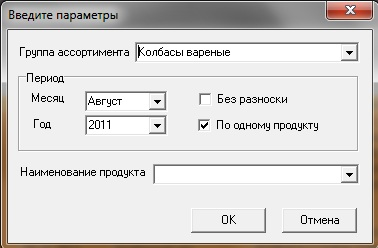 Введите параметры
Группа ассортимента Колбасы вареные
Период
Месяц Август Без разноски
Год 2011 По одному продукту
Наименование продукта
OK Отмена